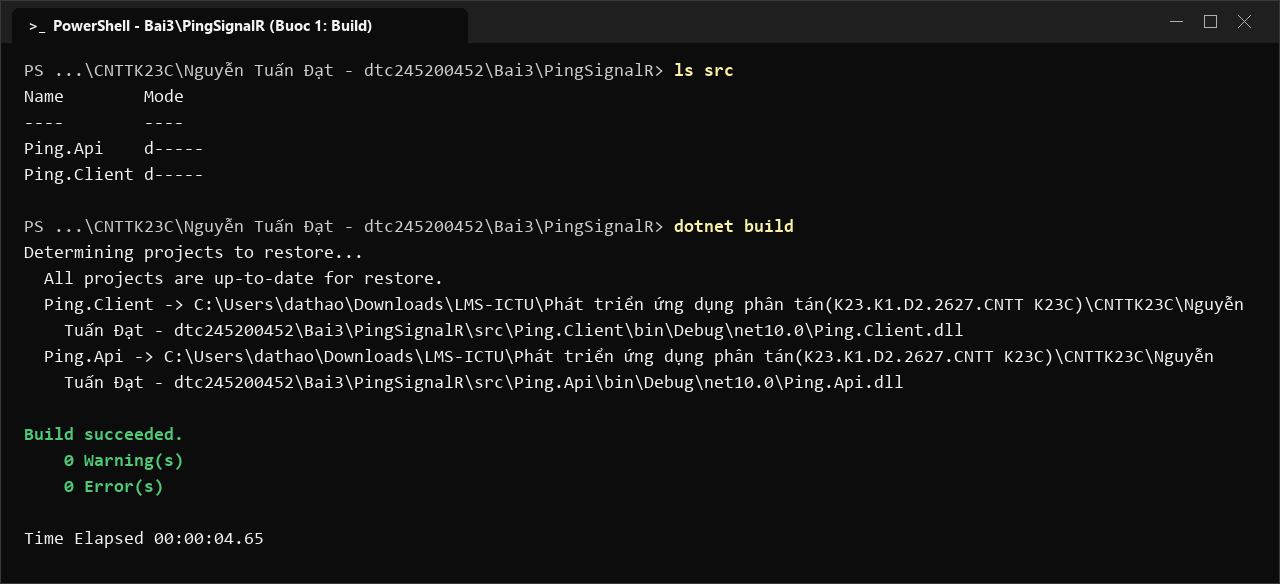 >_ PowerShell - Bai3\PingSignalR (Buoc 1: Build)
PS ...\CNTTK23C\Nguyễn Tuấn Đạt - dtc245200452\Bai3\PingSignalR> ls src
Name        Mode
----        ----
Ping.Api    d-----
Ping.Client d-----
PS ...\CNTTK23C\Nguyễn Tuấn Đạt - dtc245200452\Bai3\PingSignalR> dotnet build
Determining projects to restore...
  All projects are up-to-date for restore.
  Ping.Client -> C:\Users\dathao\Downloads\LMS-ICTU\Phát triển ứng dụng phân tán(K23.K1.D2.2627.CNTT K23C)\CNTTK23C\Nguyễn
    Tuấn Đạt - dtc245200452\Bai3\PingSignalR\src\Ping.Client\bin\Debug\net10.0\Ping.Client.dll
  Ping.Api -> C:\Users\dathao\Downloads\LMS-ICTU\Phát triển ứng dụng phân tán(K23.K1.D2.2627.CNTT K23C)\CNTTK23C\Nguyễn
    Tuấn Đạt - dtc245200452\Bai3\PingSignalR\src\Ping.Api\bin\Debug\net10.0\Ping.Api.dll
Build succeeded.
    0 Warning(s)
    0 Error(s)
Time Elapsed 00:00:04.65